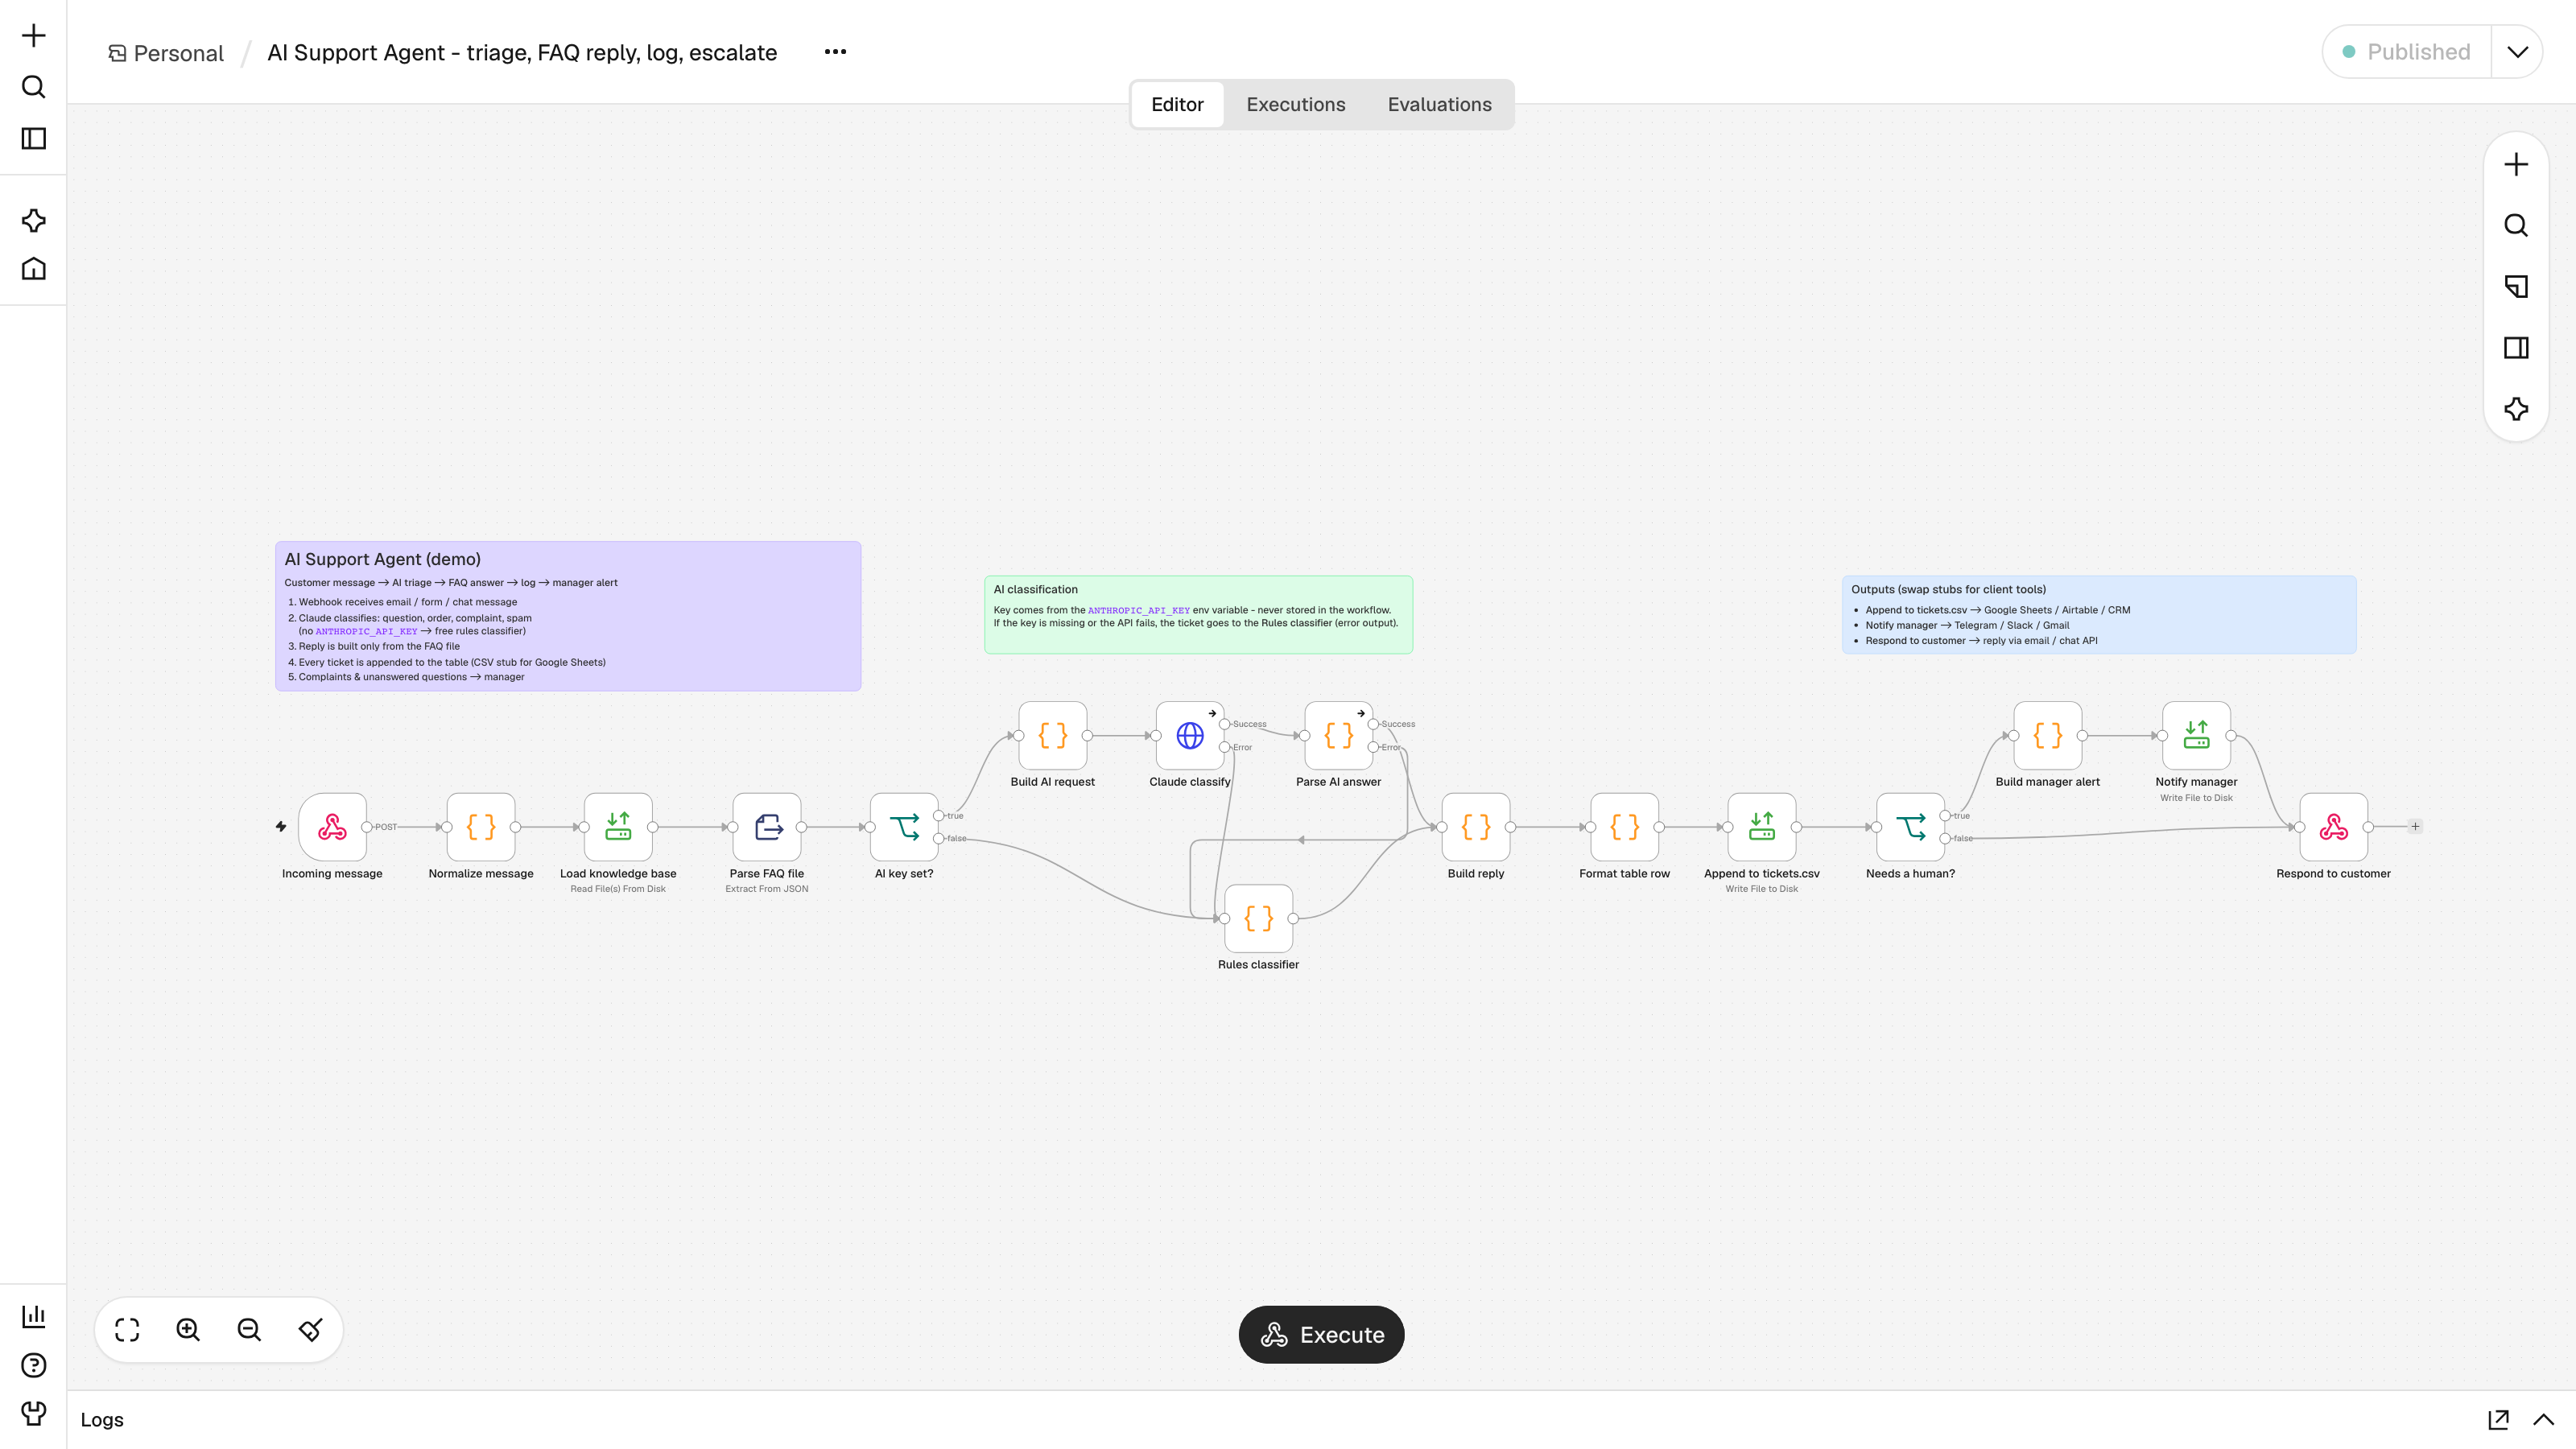 Personal / AI Support Agent - triage, FAQ reply, log, escalate
Published
Editor
Executions
Evaluations
AI Support Agent (demo)
Customer message → AI triage → FAQ answer → log → manager alert
1. Webhook receives email / form / chat message
2. Claude classifies: question, order, complaint, spam
(no ANTHROPIC_API_KEY → free rules classifier)
3. Reply is built only from the FAQ file
4. Every ticket is appended to the table (CSV stub for Google Sheets)
5. Complaints & unanswered questions → manager
AI classification
Key comes from the ANTHROPIC_API_KEY env variable - never stored in the workflow.
If the key is missing or the API fails, the ticket goes to the Rules classifier (error output).
Outputs (swap stubs for client tools)
• Append to tickets.csv → Google Sheets / Airtable / CRM
• Notify manager → Telegram / Slack / Gmail
• Respond to customer → reply via email / chat API
Success
Error
Success
Error
Build AI request
Claude classify
Parse AI answer
Build manager alert
Notify manager
Write File to Disk
POST
true
false
true
false
Incoming message
Normalize message
Load knowledge base
Read File(s) From Disk
Parse FAQ file
Extract From JSON
AI key set?
Build reply
Format table row
Append to tickets.csv
Write File to Disk
Needs a human?
Respond to customer
Rules classifier
Execute
Logs